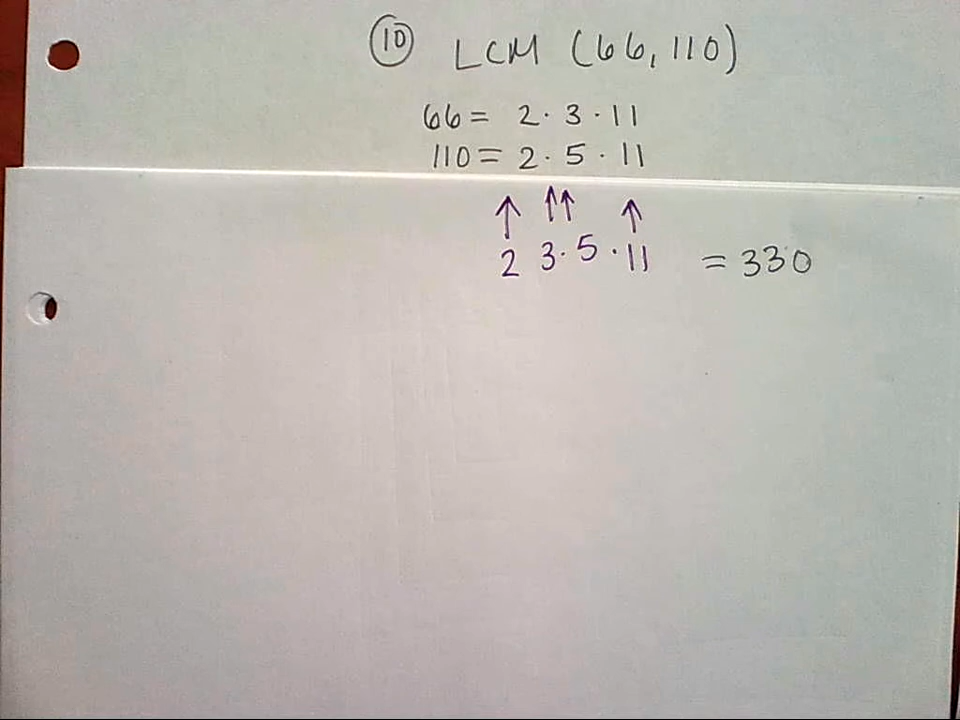 10 LCM (66, 110)
66 = 2 · 3 · 11
110 = 2 · 5 · 11
↑ ↑↑ ↑
2 3 · 5 · 11 = 330